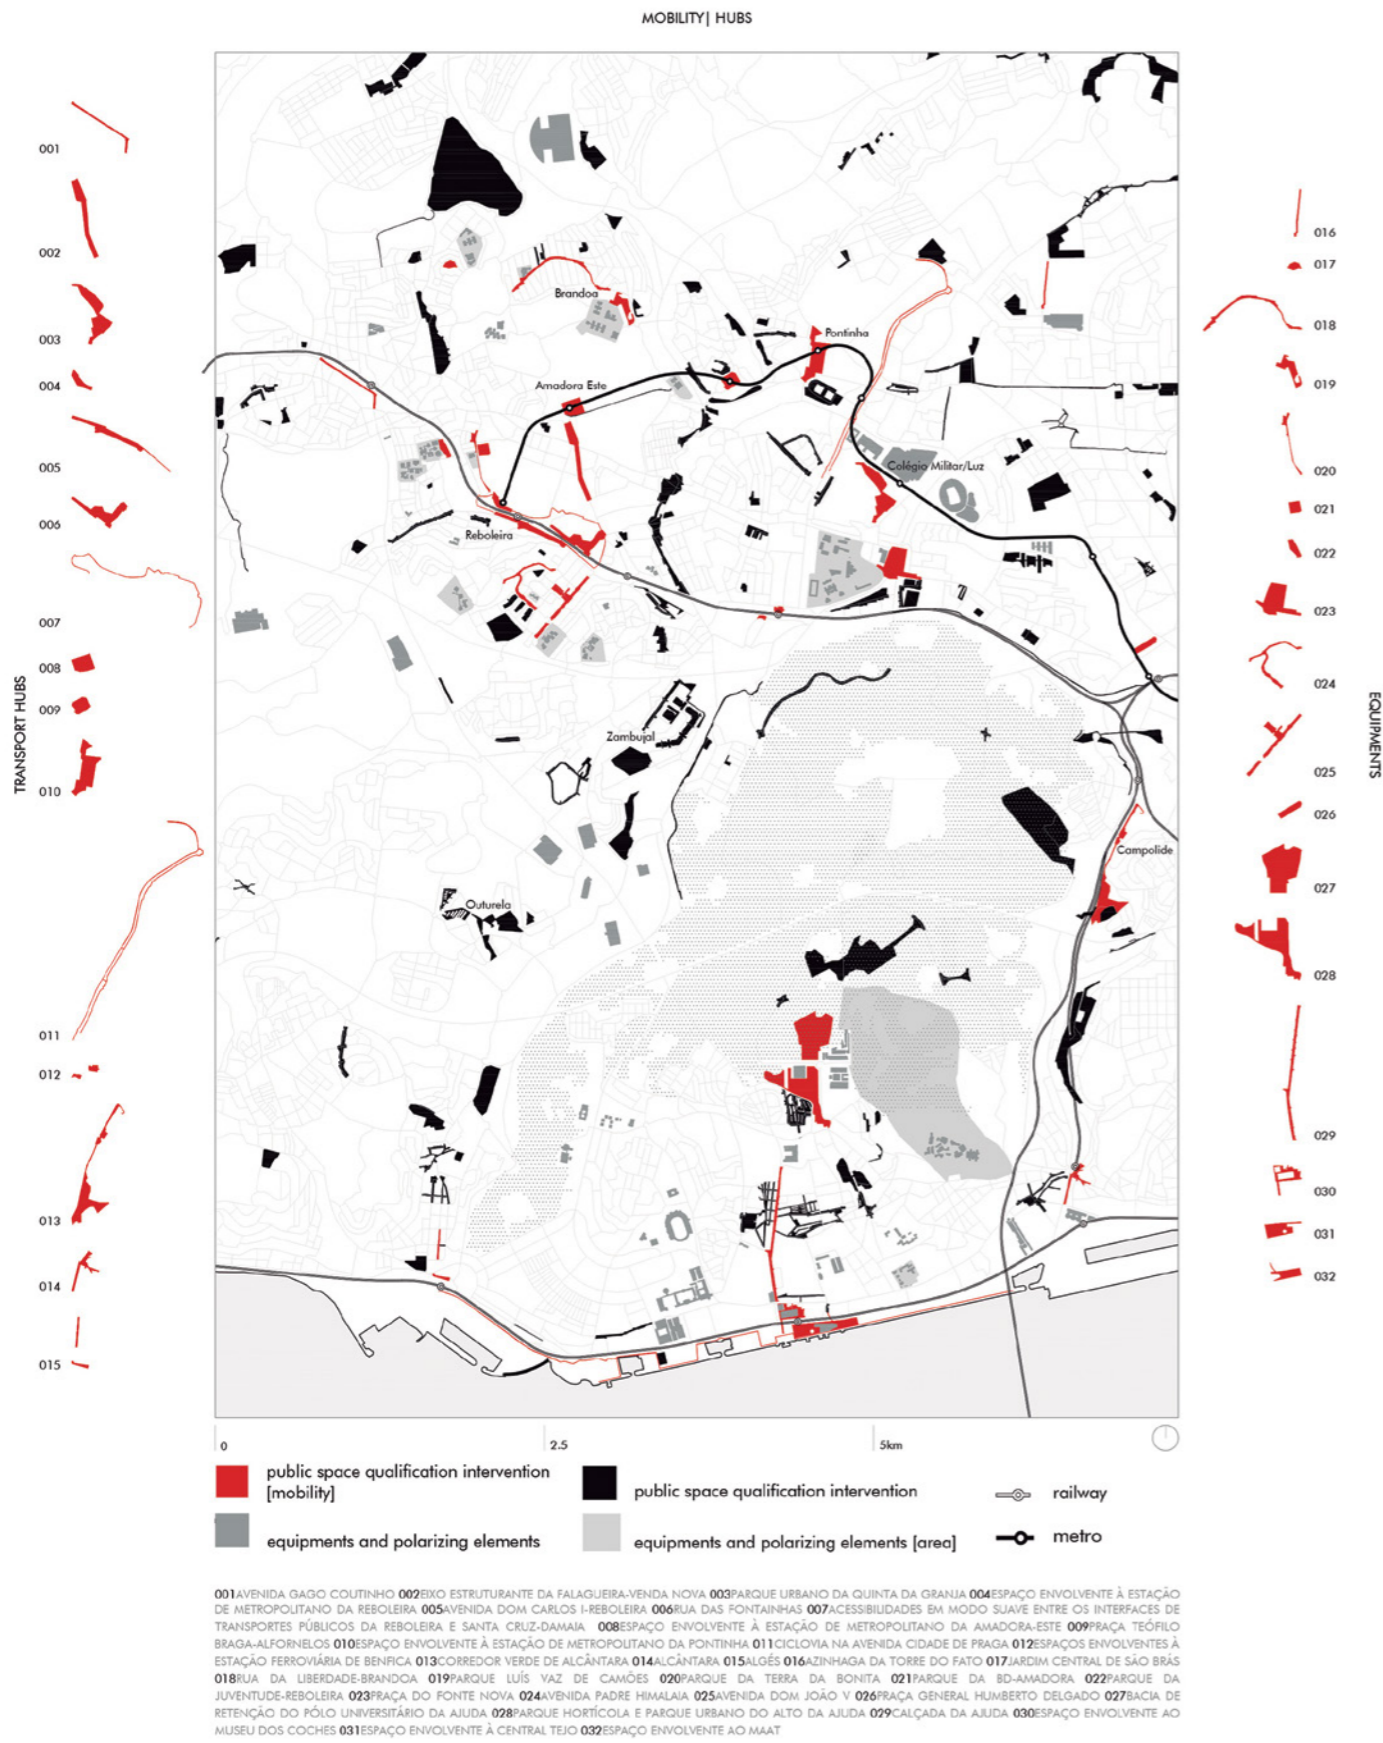 MOBILITY| HUBS
001
002
003
004
005
006
007
008
009
010
011
012
013
014
015
TRANSPORT HUBS
Brandoa
Pontinha
Amadora Este
Colégio Militar/Luz
Reboleira
Zambujal
Campolide
Outurela
016
017
018
019
020
021
022
023
024
025
026
027
028
029
030
031
032
EQUIPMENTS
0
2.5
5km
public space qualification intervention
[mobility]
public space qualification intervention
railway
equipments and polarizing elements
equipments and polarizing elements [area]
metro
001AVENIDA GAGO COUTINHO 002EIXO ESTRUTURANTE DA FALAGUEIRA-VENDA NOVA 003PARQUE URBANO DA QUINTA DA GRANJA 004ESPAÇO ENVOLVENTE À ESTAÇÃO
DE METROPOLITANO DA REBOLEIRA 005AVENIDA DOM CARLOS I-REBOLEIRA 006RUA DAS FONTAINHAS 007ACESSIBILIDADES EM MODO SUAVE ENTRE OS INTERFACES DE
TRANSPORTES PÚBLICOS DA REBOLEIRA E SANTA CRUZ-DAMAIA 008ESPAÇO ENVOLVENTE À ESTAÇÃO DE METROPOLITANO DA AMADORA-ESTE 009PRAÇA TEÓFILO
BRAGA-ALFORNELOS 010ESPAÇO ENVOLVENTE À ESTAÇÃO DE METROPOLITANO DA PONTINHA 011CICLOVIA NA AVENIDA CIDADE DE PRAGA 012ESPAÇOS ENVOLVENTES À
ESTAÇÃO FERROVIÁRIA DE BENFICA 013CORREDOR VERDE DE ALCÂNTARA 014ALCÂNTARA 015ALGÉS 016AZINHAGA DA TORRE DO FATO 017JARDIM CENTRAL DE SÃO BRÁS
018RUA DA LIBERDADE-BRANDOA 019PARQUE LUÍS VAZ DE CAMÕES 020PARQUE DA TERRA DA BONITA 021PARQUE DA BD-AMADORA 022PARQUE DA
JUVENTUDE-REBOLEIRA 023PRAÇA DO FONTE NOVA 024AVENIDA PADRE HIMALAIA 025AVENIDA DOM JOÃO V 026PRAÇA GENERAL HUMBERTO DELGADO 027BACIA DE
RETENÇÃO DO PÓLO UNIVERSITÁRIO DA AJUDA 028PARQUE HORTÍCOLA E PARQUE URBANO DO ALTO DA AJUDA 029CALÇADA DA AJUDA 030ESPAÇO ENVOLVENTE AO
MUSEU DOS COCHES 031ESPAÇO ENVOLVENTE À CENTRAL TEJO 032ESPAÇO ENVOLVENTE AO MAAT